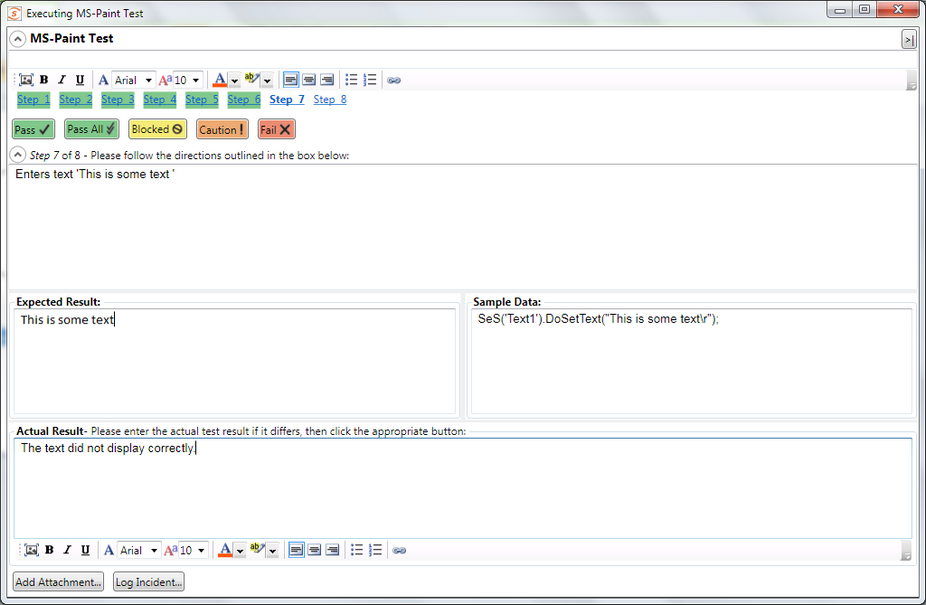 Executing MS-Paint Test
MS-Paint Test
B I U A Arial Aa 10 A ab
Step 1 Step 2 Step 3 Step 4 Step 5 Step 6 Step 7 Step 8
Pass Pass All Blocked Caution ! Fail
Step 7 of 8 - Please follow the directions outlined in the box below:
Enters text 'This is some text '
Expected Result: Sample Data:
This is some text SeS('Text1').DoSetText("This is some text\r");
Actual Result- Please enter the actual test result if it differs, then click the appropriate button:
The text did not display correctly.
B I U A Arial Aa 10 A ab
Add Attachment... Log Incident...